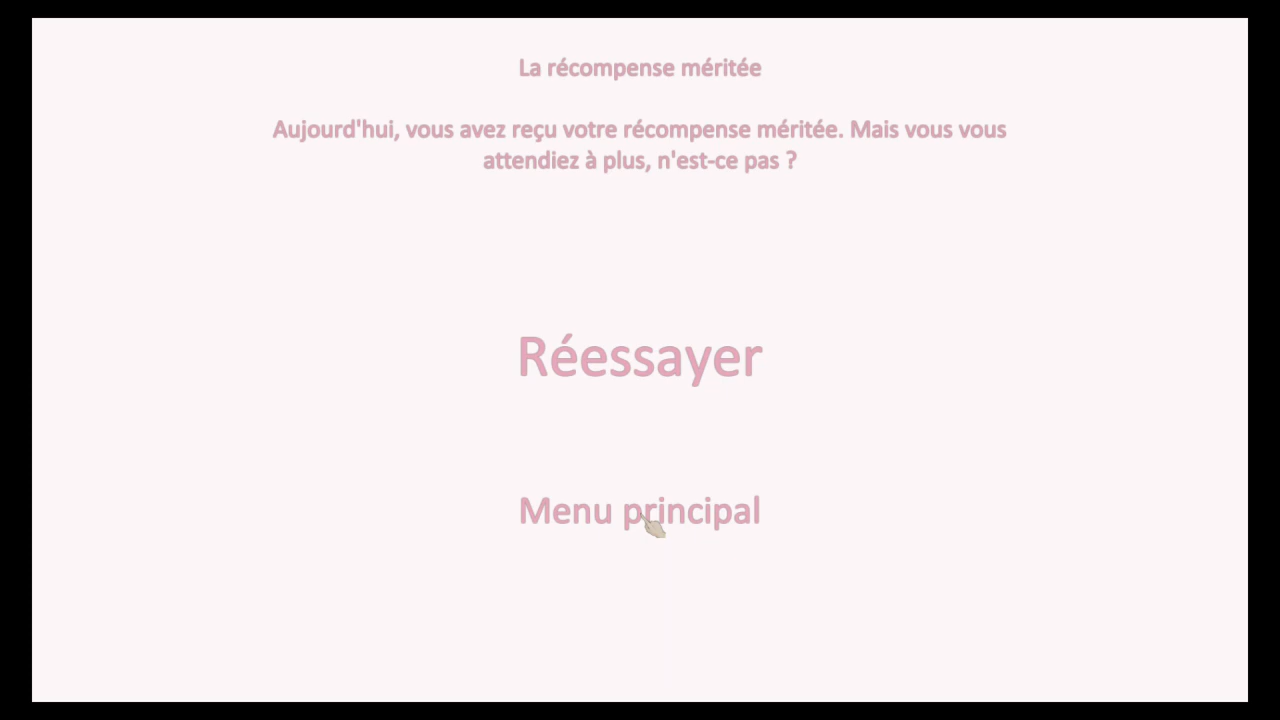 La récompense méritée
Aujourd'hui, vous avez reçu votre récompense méritée. Mais vous vous
attendiez à plus, n'est-ce pas ?
Réessayer
Menu principal